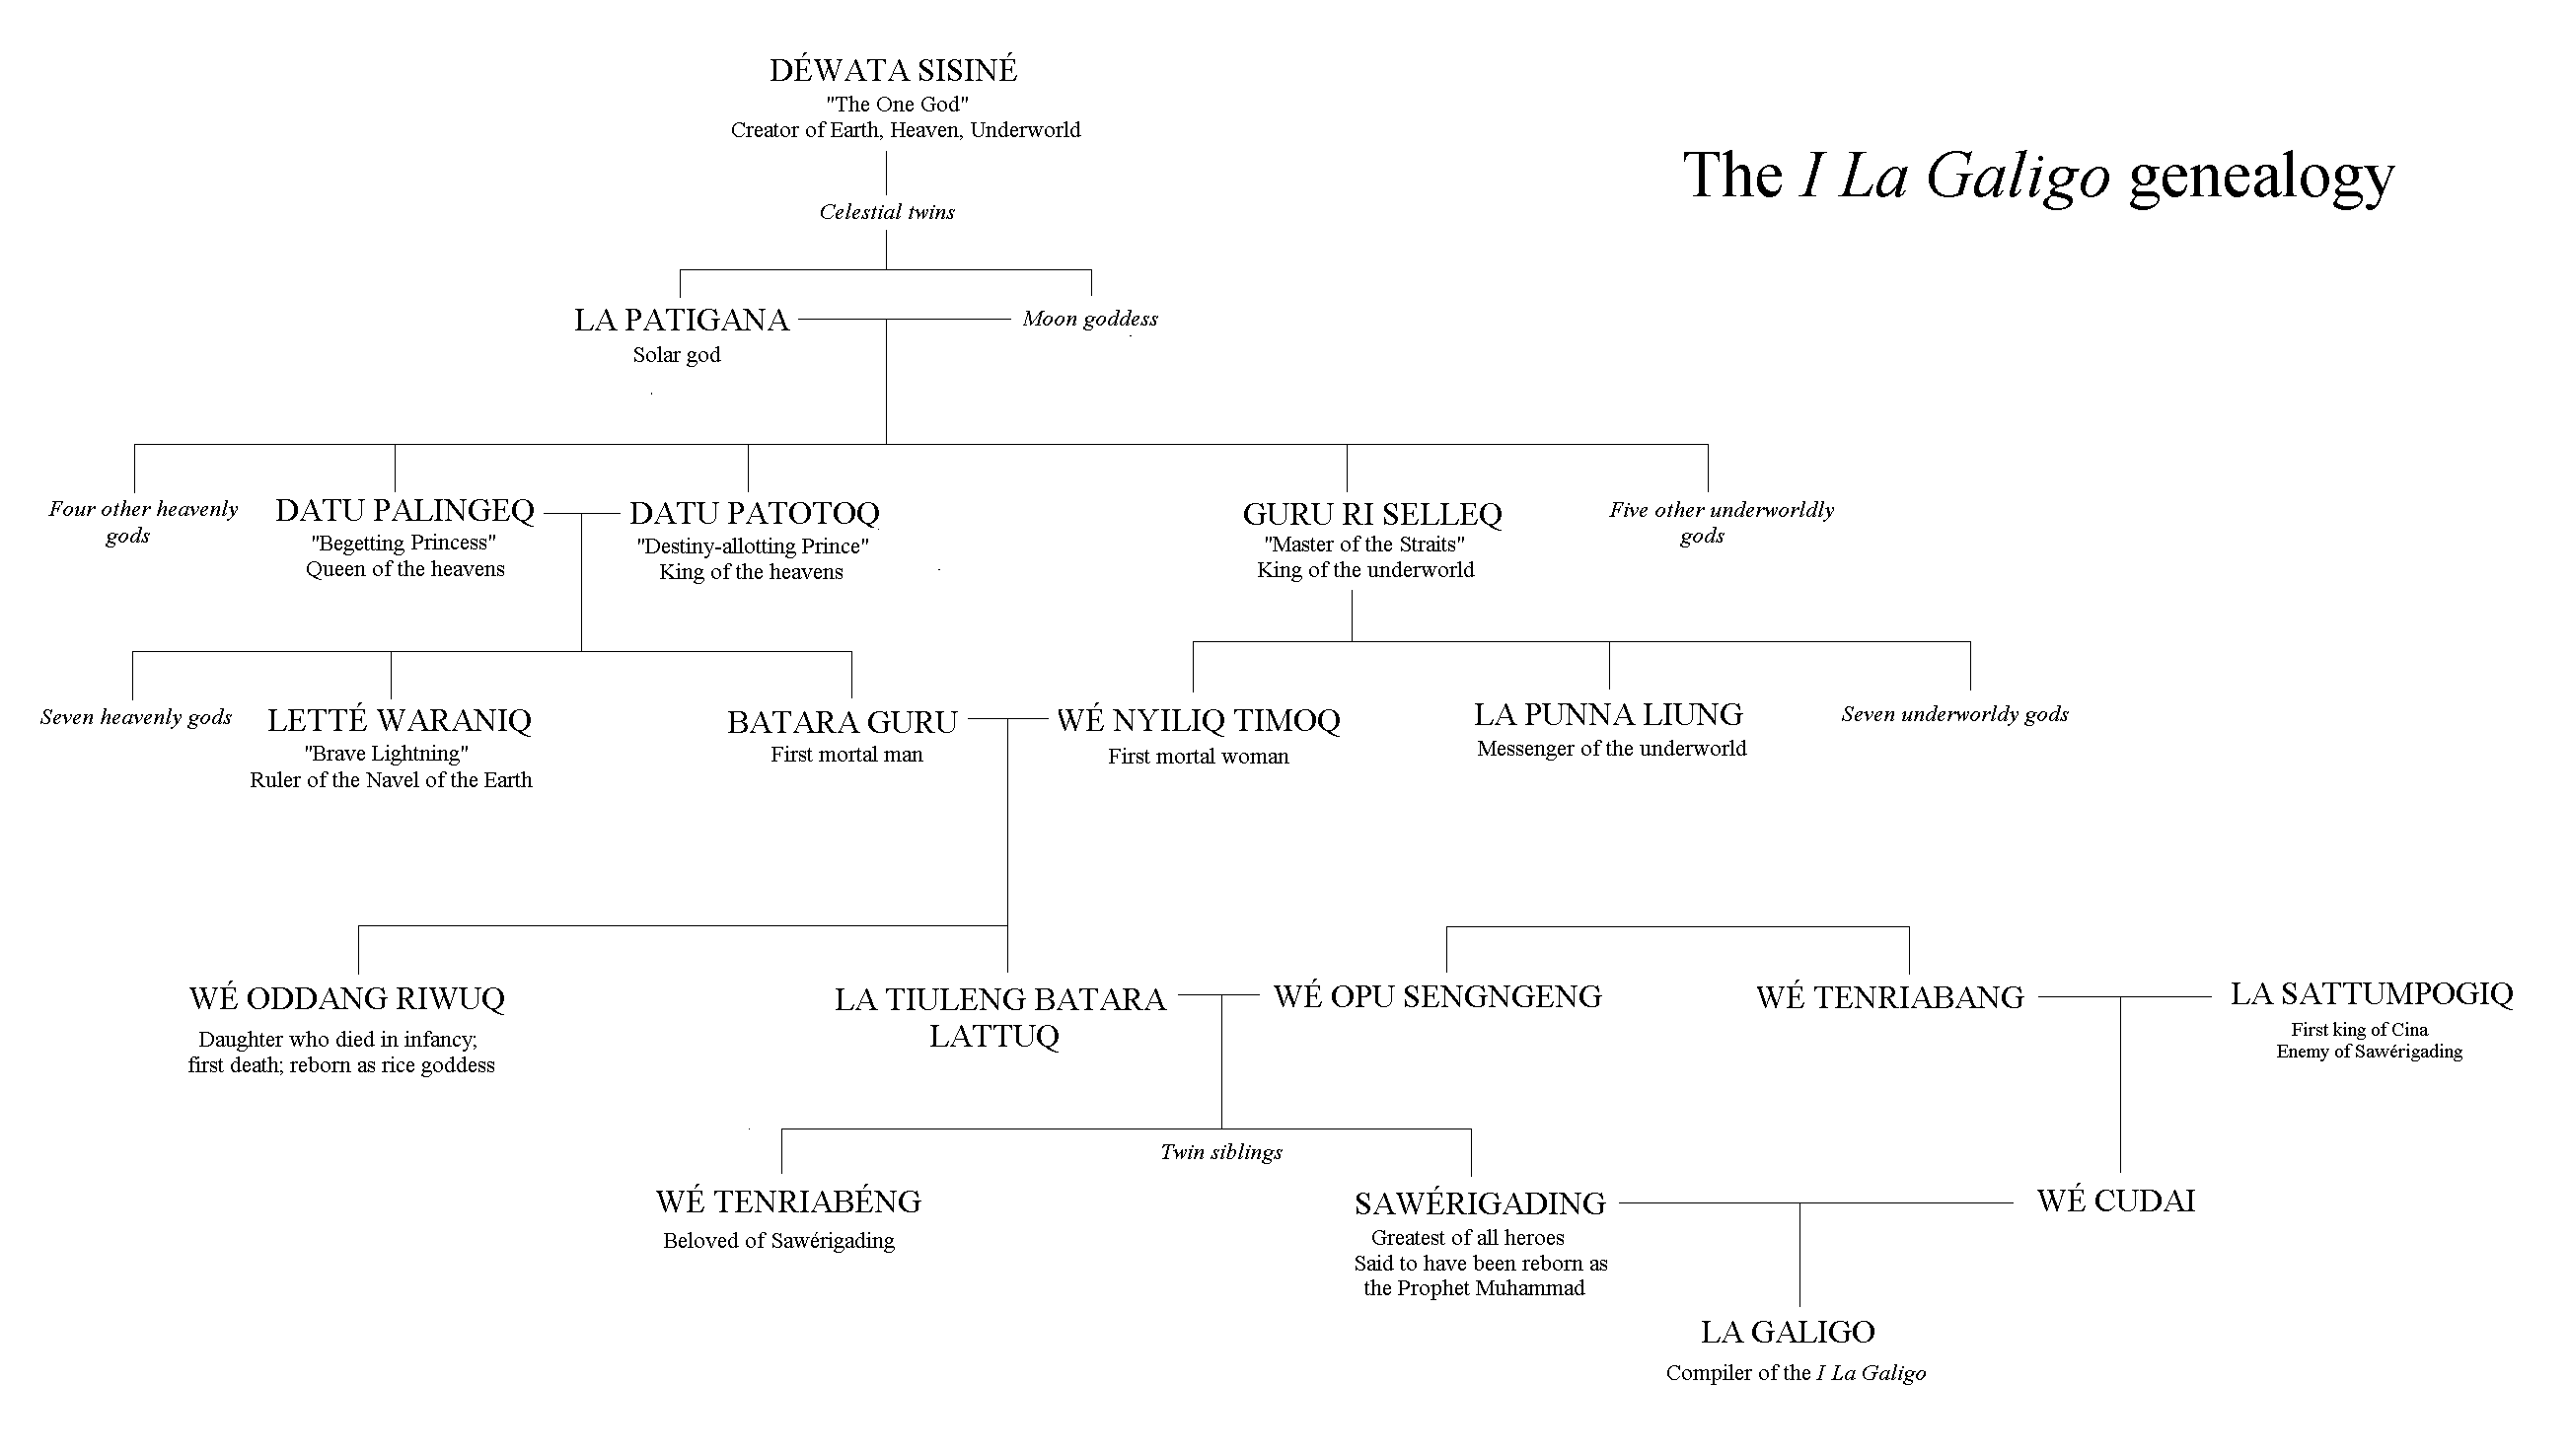 DÉWATA SISINÉ
"The One God"
Creator of Earth, Heaven, Underworld
The I La Galigo genealogy
Celestial twins
LA PATIGANA
Solar god
Moon goddess
Four other heavenly
gods
DATU PALINGEQ
"Begetting Princess"
Queen of the heavens
DATU PATOTOQ
"Destiny-allotting Prince"
King of the heavens
GURU RI SELLEQ
"Master of the Straits"
King of the underworld
Five other underworldly
gods
Seven heavenly gods
LETTÉ WARANIQ
"Brave Lightning"
Ruler of the Navel of the Earth
BATARA GURU
First mortal man
WÉ NYILIQ TIMOQ
First mortal woman
LA PUNNA LIUNG
Messenger of the underworld
Seven underworldy gods
WÉ ODDANG RIWUQ
Daughter who died in infancy;
first death; reborn as rice goddess
LA TIULENG BATARA
LATTUQ
WÉ OPU SENGNGENG
WÉ TENRIABANG
LA SATTUMPOGIQ
First king of Cina
Enemy of Sawérigading
Twin siblings
WÉ TENRIABÉNG
Beloved of Sawérigading
SAWÉRIGADING
Greatest of all heroes
Said to have been reborn as
the Prophet Muhammad
WÉ CUDAI
LA GALIGO
Compiler of the I La Galigo